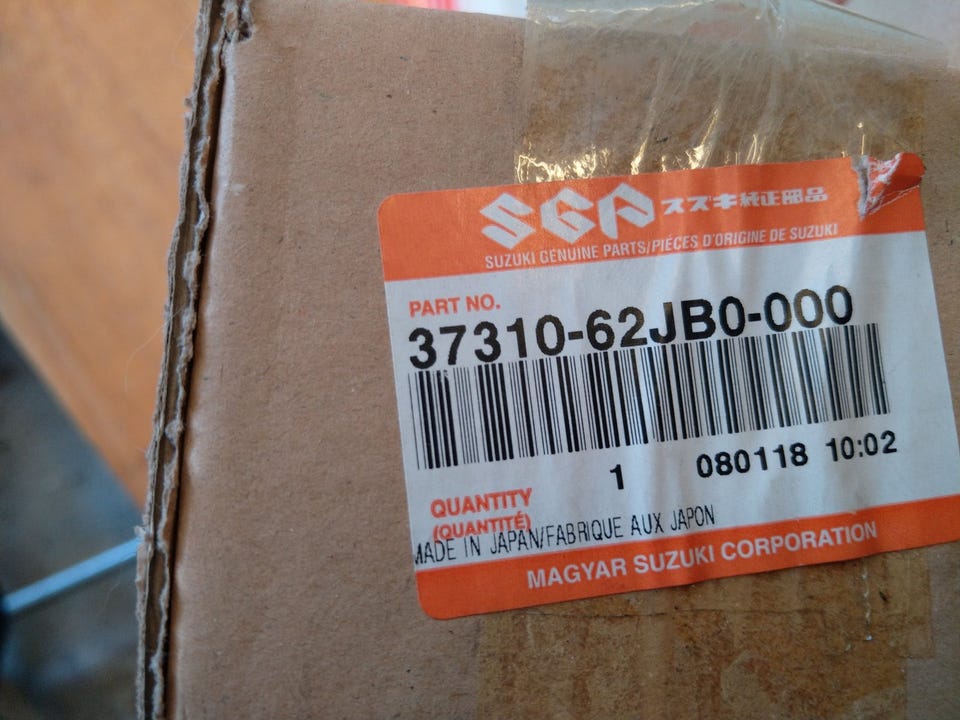 SGP スズキ純正部品
SUZUKI GENUINE PARTS/PIÉCES D'ORIGINE DE SUZUKI
PART NO.
37310-62JB0-000
1 080118 10:02
QUANTITY
(QUANTITÉ)
MADE IN JAPAN/FABRIQUE AUX JAPON
MAGYAR SUZUKI CORPORATION